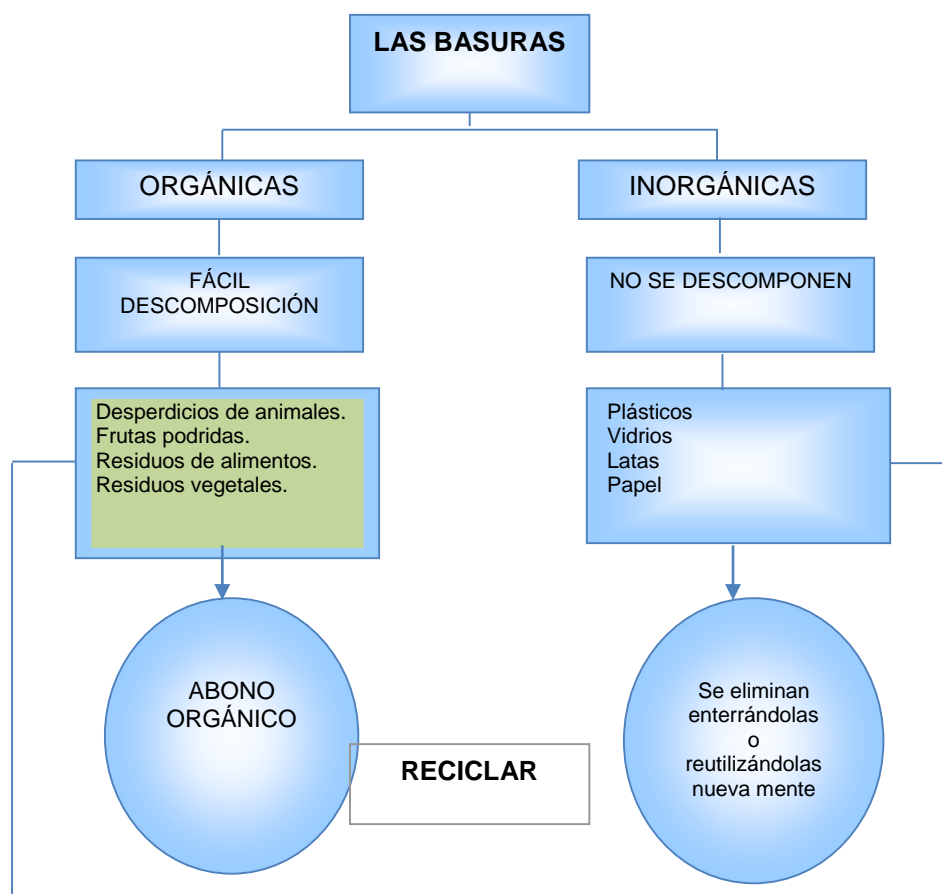 LAS BASURAS
ORGÁNICAS
INORGÁNICAS
FÁCIL
DESCOMPOSICIÓN
NO SE DESCOMPONEN
Desperdicios de animales.
Frutas podridas.
Residuos de alimentos.
Residuos vegetales.
Plásticos
Vidrios
Latas
Papel
ABONO
ORGÁNICO
Se eliminan
enterrándolas
o
reutilizándolas
nueva mente
RECICLAR